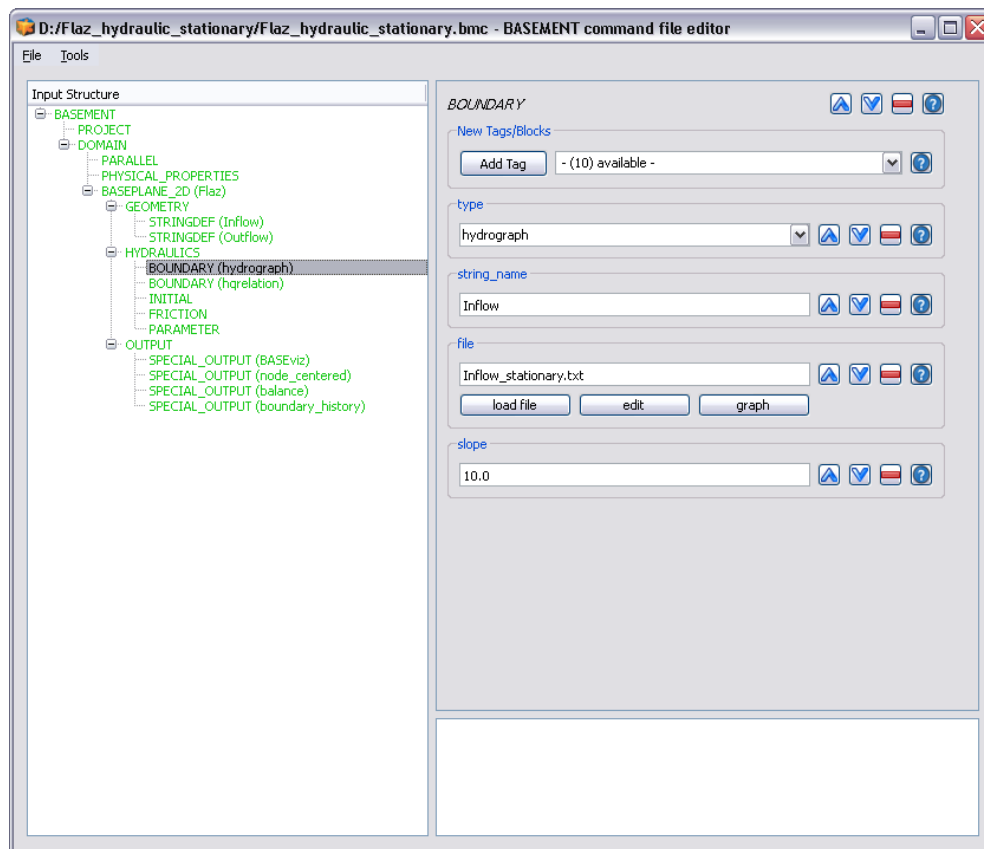 D:/Flaz_hydraulic_stationary/Flaz_hydraulic_stationary.bmc - BASEMENT command file editor
File Tools
Input Structure
BASEMENT
PROJECT
DOMAIN
PARALLEL
PHYSICAL_PROPERTIES
BASEPLANE_2D (Flaz)
GEOMETRY
STRINGDEF (Inflow)
STRINGDEF (Outflow)
HYDRAULICS
BOUNDARY (hydrograph)
BOUNDARY (hqrelation)
INITIAL
FRICTION
PARAMETER
OUTPUT
SPECIAL_OUTPUT (BASEviz)
SPECIAL_OUTPUT (node_centered)
SPECIAL_OUTPUT (balance)
SPECIAL_OUTPUT (boundary_history)
BOUNDARY
New Tags/Blocks
Add Tag - (10) available -
type
hydrograph
string_name
Inflow
file
Inflow_stationary.txt
load file edit graph
slope
10.0